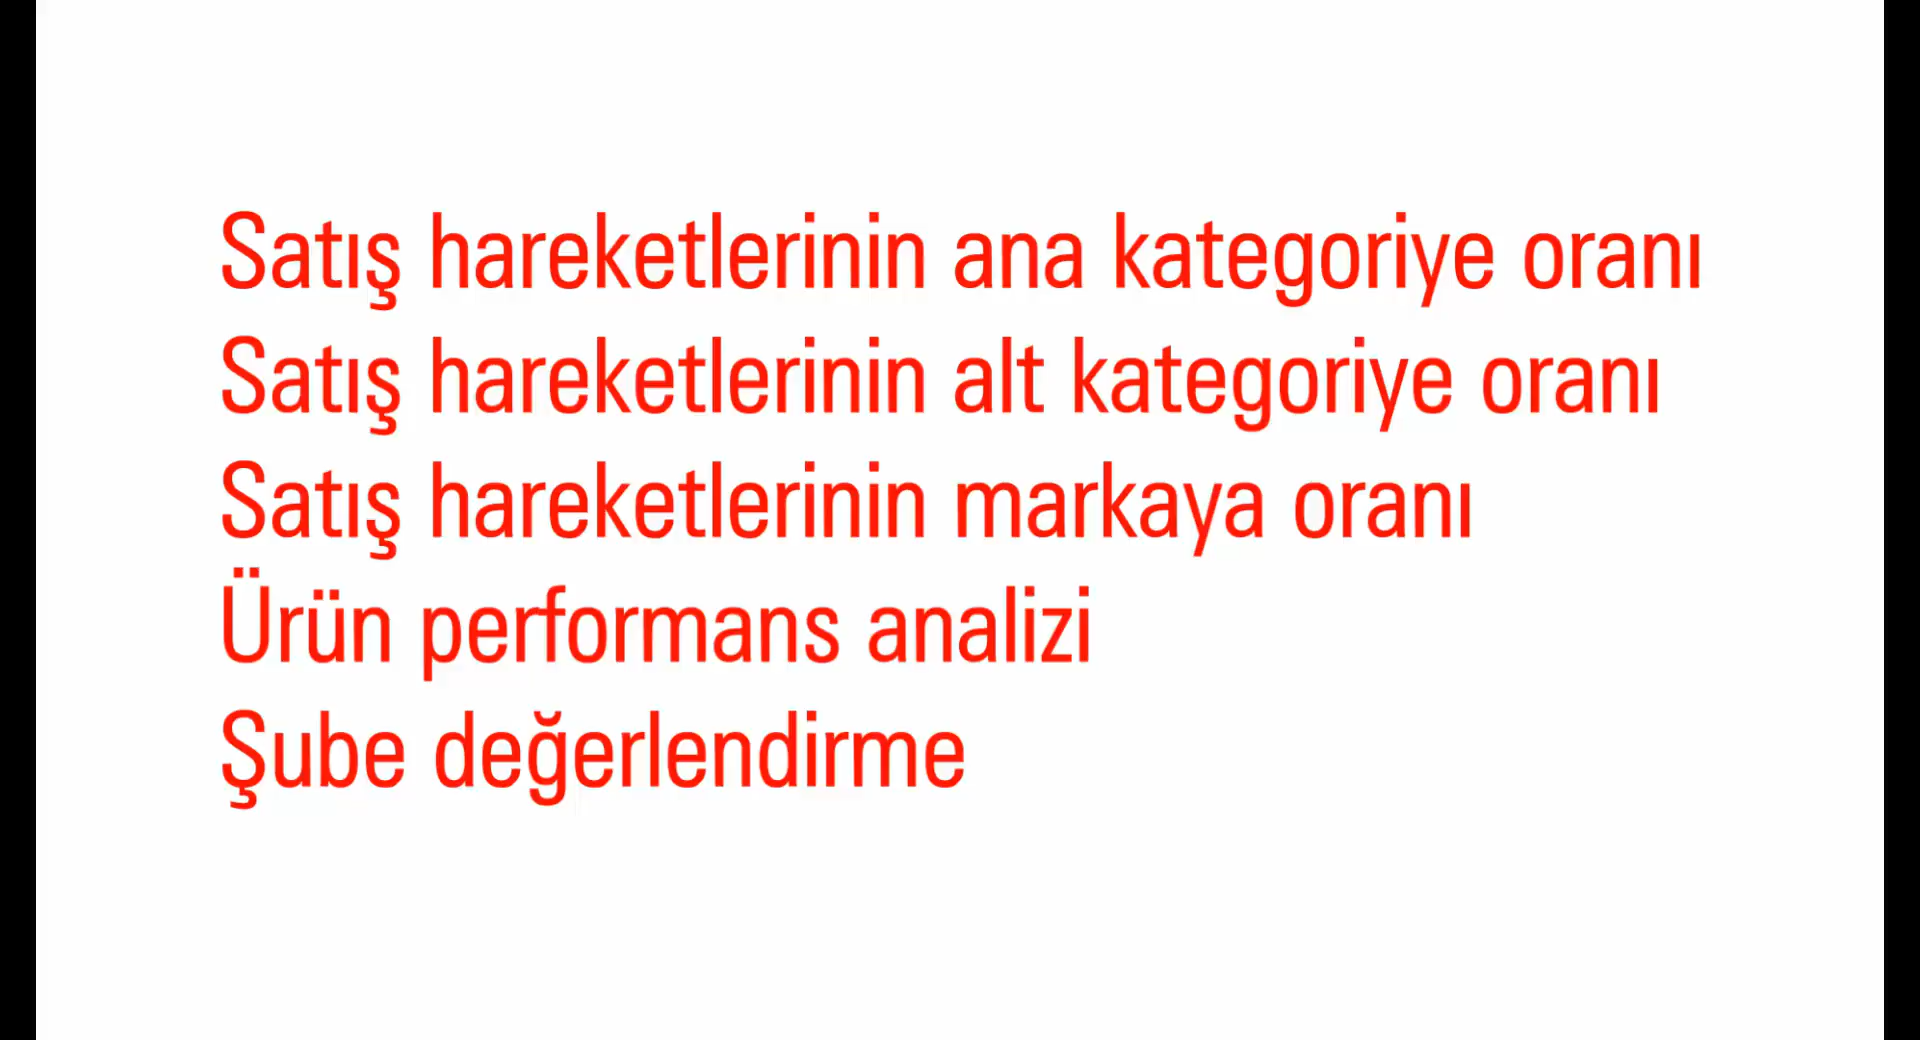 Satış hareketlerinin ana kategoriye oranı
Satış hareketlerinin alt kategoriye oranı
Satış hareketlerinin markaya oranı
Ürün performans analizi
Şube değerlendirme